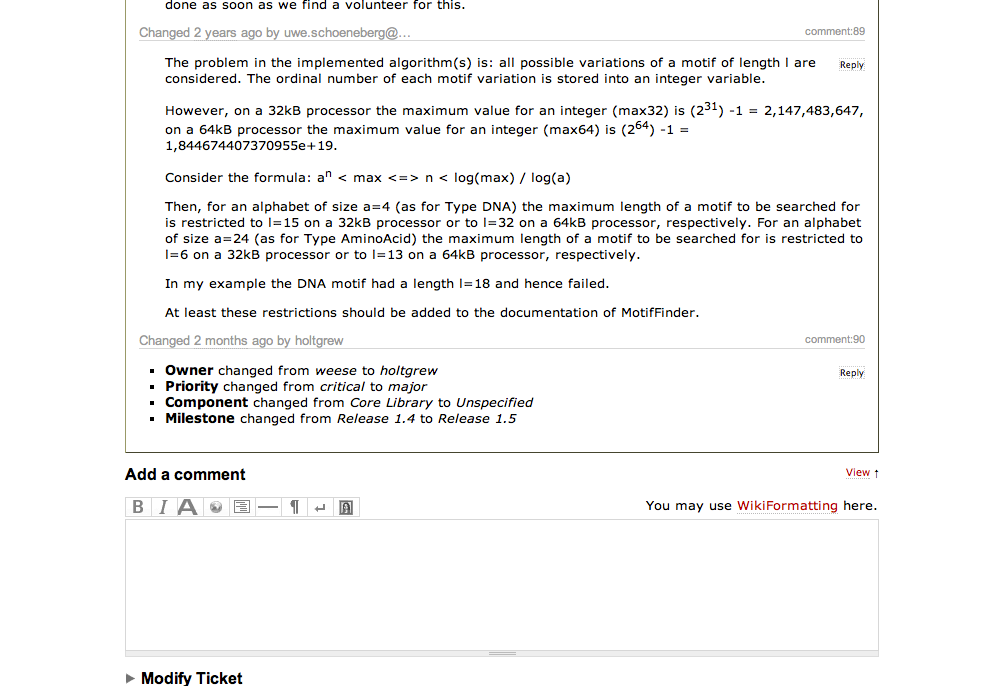 done as soon as we find a volunteer for this.
Changed 2 years ago by uwe.schoeneberg@…
comment:89
The problem in the implemented algorithm(s) is: all possible variations of a motif of length l are
Reply
considered. The ordinal number of each motif variation is stored into an integer variable.
However, on a 32kB processor the maximum value for an integer (max32) is (2^31) -1 = 2,147,483,647,
on a 64kB processor the maximum value for an integer (max64) is (2^64) -1 =
1,844674407370955e+19.
Consider the formula: a^n < max <=> n < log(max) / log(a)
Then, for an alphabet of size a=4 (as for Type DNA) the maximum length of a motif to be searched for
is restricted to l=15 on a 32kB processor or to l=32 on a 64kB processor, respectively. For an alphabet
of size a=24 (as for Type AminoAcid) the maximum length of a motif to be searched for is restricted to
l=6 on a 32kB processor or to l=13 on a 64kB processor, respectively.
In my example the DNA motif had a length l=18 and hence failed.
At least these restrictions should be added to the documentation of MotifFinder.
Changed 2 months ago by holtgrew
comment:90
▪ Owner changed from weese to holtgrew
Reply
▪ Priority changed from critical to major
▪ Component changed from Core Library to Unspecified
▪ Milestone changed from Release 1.4 to Release 1.5
Add a comment
View ↑
B I A ¶ ↵
You may use WikiFormatting here.
Modify Ticket